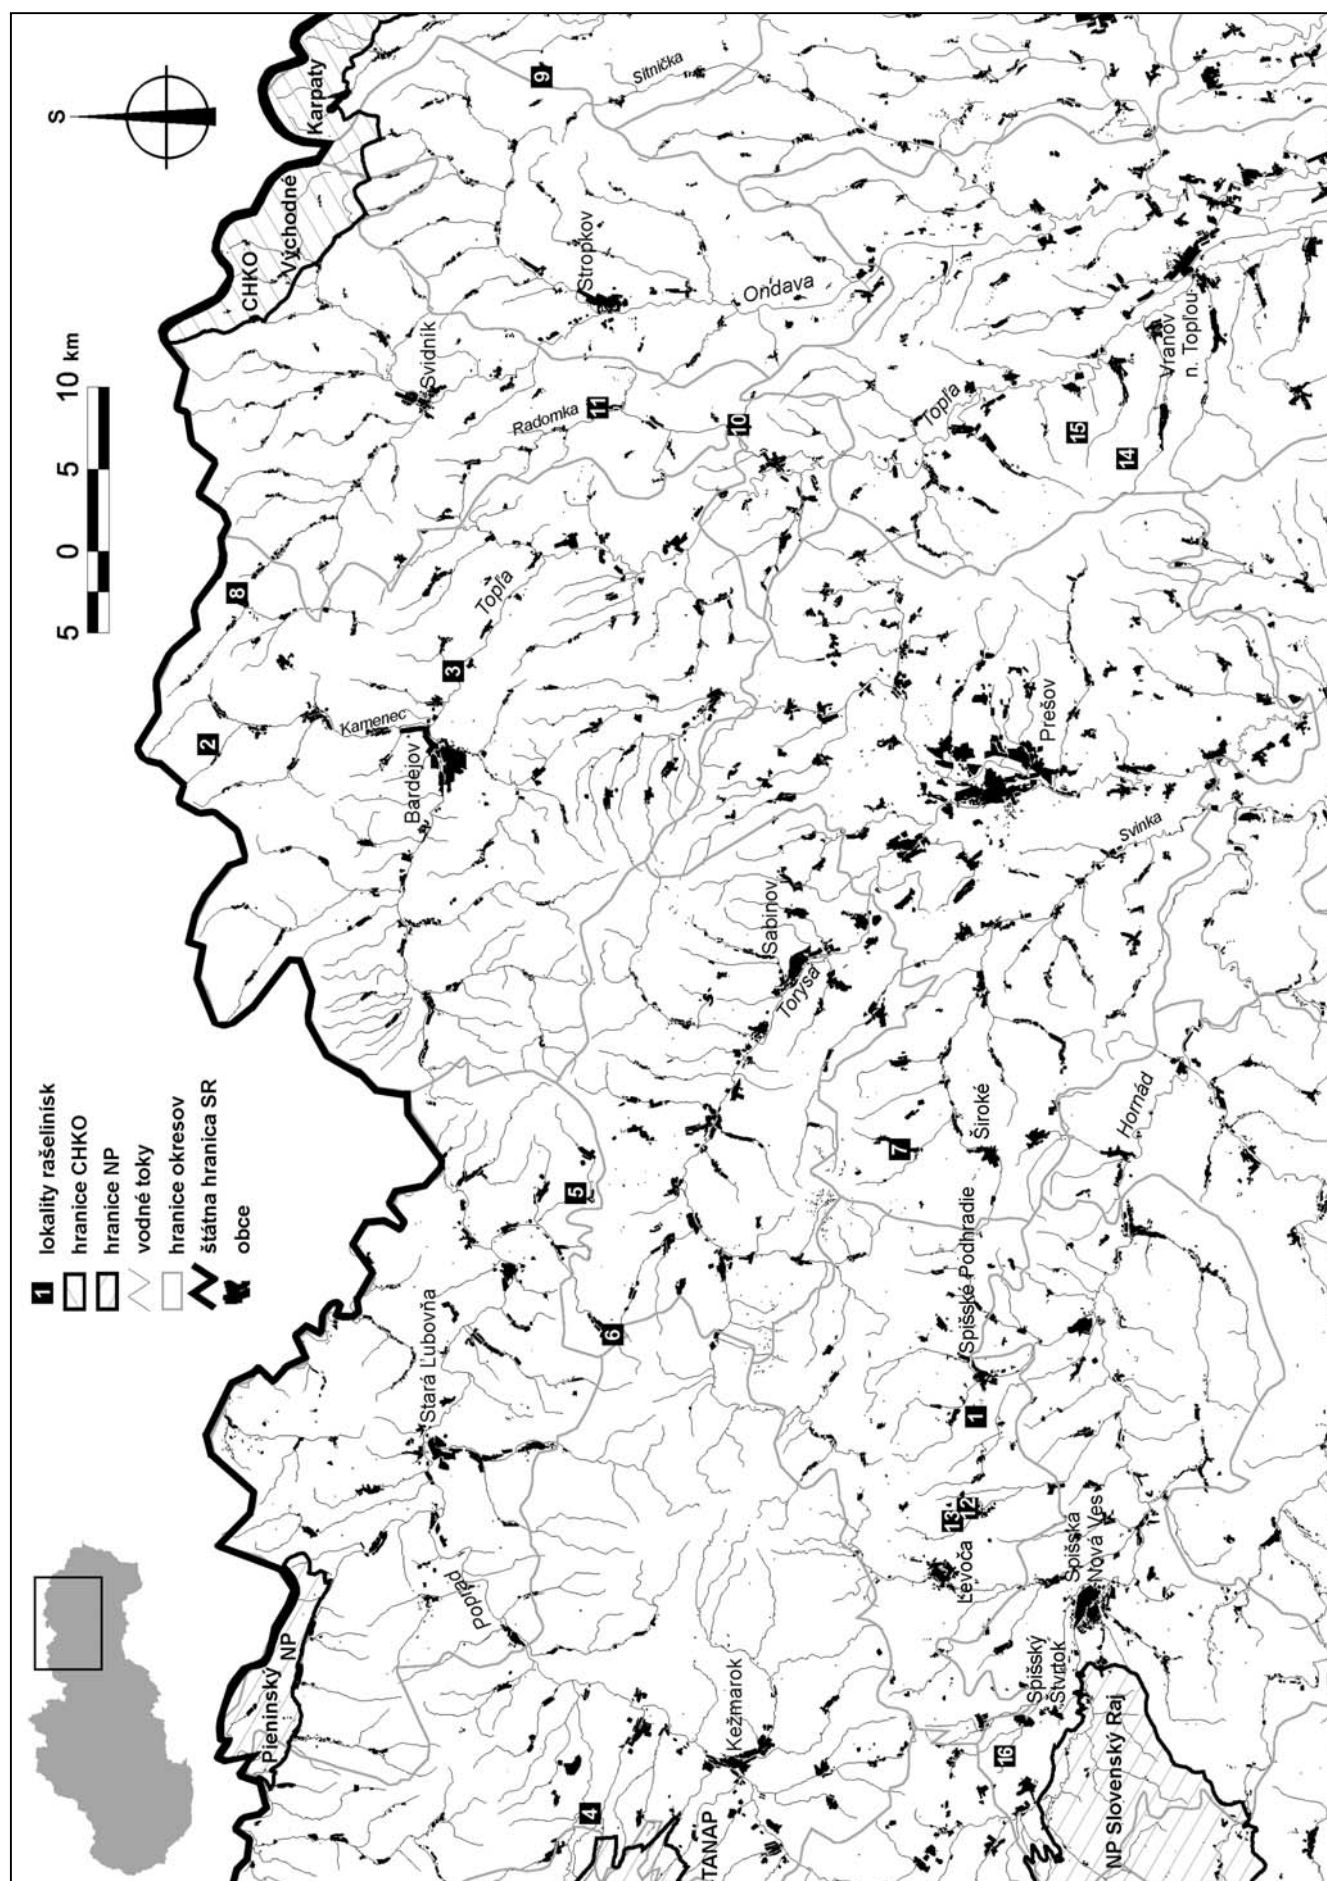 1 lokality rašelinísk
hranice CHKO
hranice NP
vodné toky
hranice okresov
štátna hranica SR
obce
5 0 5 10 km
S
Pieninský
NP
CHKO
Východné
Karpaty
8
2
Kamenec
3
Bardejov
Topľa
Svidník
9
Sitnička
Stropkov
Radomka
11
Ondava
10
Stará Ľubovňa
Poprad
5
6
4
TANAP
Kežmarok
Sabinov
Torysa
Topľa
15
14
Vranov
n. Topľou
Prešov
Svinka
7
Široké
Hornád
Spišské Podhradie
1
13
12
Levoča
Spišská
Nová Ves
Spišský
Štvrtok
16
NP Slovenský Raj